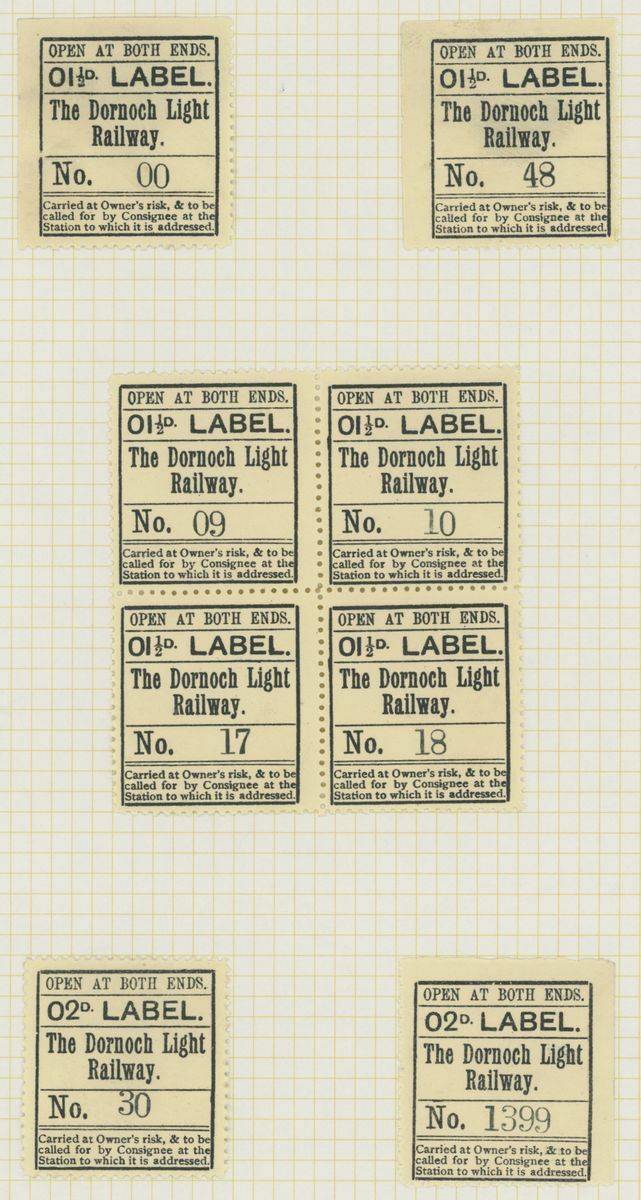 OPEN AT BOTH ENDS.
01½D. LABEL.
The Dornoch Light
Railway.
No. 00
Carried at Owner's risk, & to be
called for by Consignee at the
Station to which it is addressed.
OPEN AT BOTH ENDS.
01½D. LABEL.
The Dornoch Light
Railway.
No. 48
Carried at Owner's risk, & to be
called for by Consignee at the
Station to which it is addressed.
OPEN AT BOTH ENDS.
01½D. LABEL.
The Dornoch Light
Railway.
No. 09
Carried at Owner's risk, & to be
called for by Consignee at the
Station to which it is addressed.
OPEN AT BOTH ENDS.
01½D. LABEL.
The Dornoch Light
Railway.
No. 10
Carried at Owner's risk, & to be
called for by Consignee at the
Station to which it is addressed.
OPEN AT BOTH ENDS.
01½D. LABEL.
The Dornoch Light
Railway.
No. 17
Carried at Owner's risk, & to be
called for by Consignee at the
Station to which it is addressed.
OPEN AT BOTH ENDS.
01½D. LABEL.
The Dornoch Light
Railway.
No. 18
Carried at Owner's risk, & to be
called for by Consignee at the
Station to which it is addressed.
OPEN AT BOTH ENDS.
02D. LABEL.
The Dornoch Light
Railway.
No. 30
Carried at Owner's risk, & to be
called for by Consignee at the
Station to which it is addressed.
OPEN AT BOTH ENDS.
02D. LABEL.
The Dornoch Light
Railway.
No. 1399
Carried at Owner's risk, & to be
called for by Consignee at the
Station to which it is addressed.